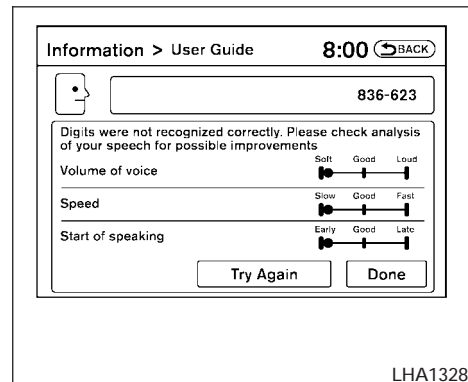 Information > User Guide 8:00 BACK
836-623
Digits were not recognized correctly. Please check analysis
of your speech for possible improvements
Soft Good Loud
Volume of voice
Slow Good Fast
Speed
Early Good Late
Start of speaking
Try Again Done
LHA1328